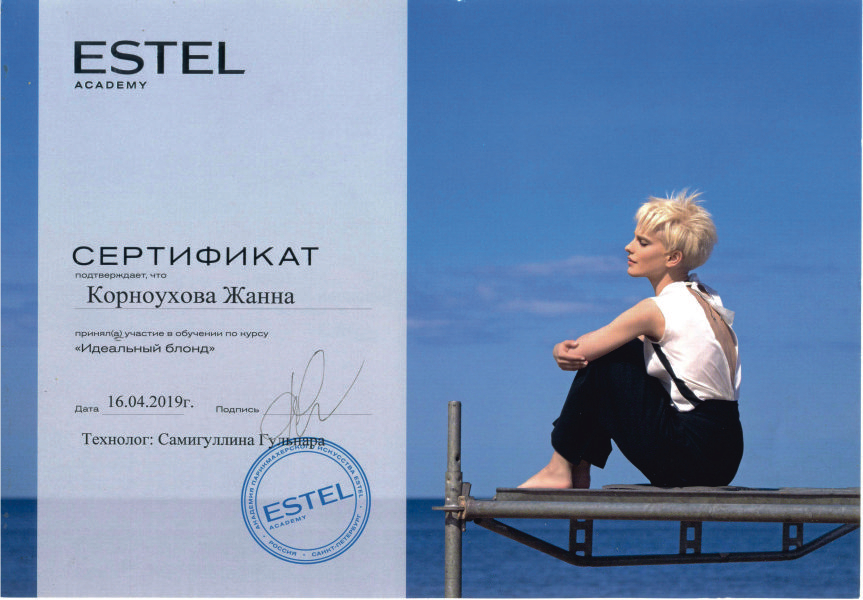 ESTEL
ACADEMY
СЕРТИФИКАТ
подтверждает, что
Корноухова Жанна
принял(а) участие в обучении по курсу
«Идеальный блонд»
Дата 16.04.2019г. Подпись
Технолог: Самигуллина Гульнара
АКАДЕМИЯ ПАРИКМАХЕРСКОГО ИСКУССТВА ESTEL
ESTEL
ACADEMY
• РОССИЯ • САНКТ-ПЕТЕРБУРГ •